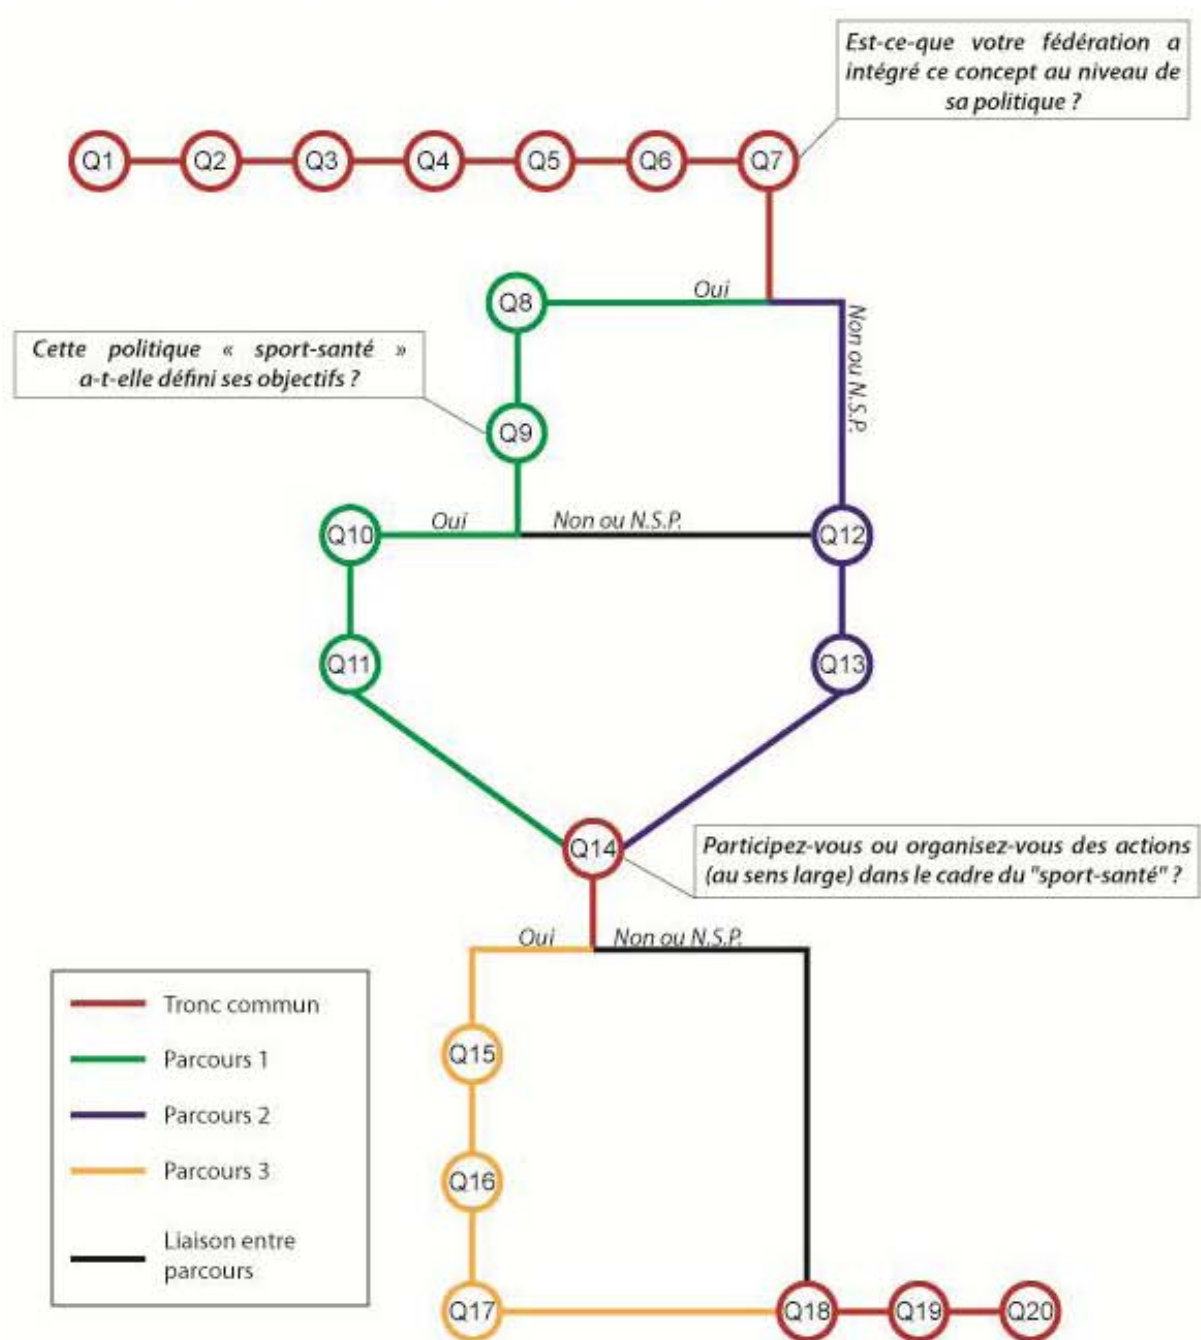 Est-ce-que votre fédération a
intégré ce concept au niveau de
sa politique ?
Q1
Q2
Q3
Q4
Q5
Q6
Q7
Q8
Oui
Non ou N.S.P.
Cette politique « sport-santé »
a-t-elle défini ses objectifs ?
Q9
Q10
Oui
Non ou N.S.P.
Q12
Q11
Q13
Q14
Participez-vous ou organisez-vous des actions
(au sens large) dans le cadre du "sport-santé" ?
Oui
Non ou N.S.P.
Tronc commun
Parcours 1
Parcours 2
Parcours 3
Liaison entre
parcours
Q15
Q16
Q17
Q18
Q19
Q20